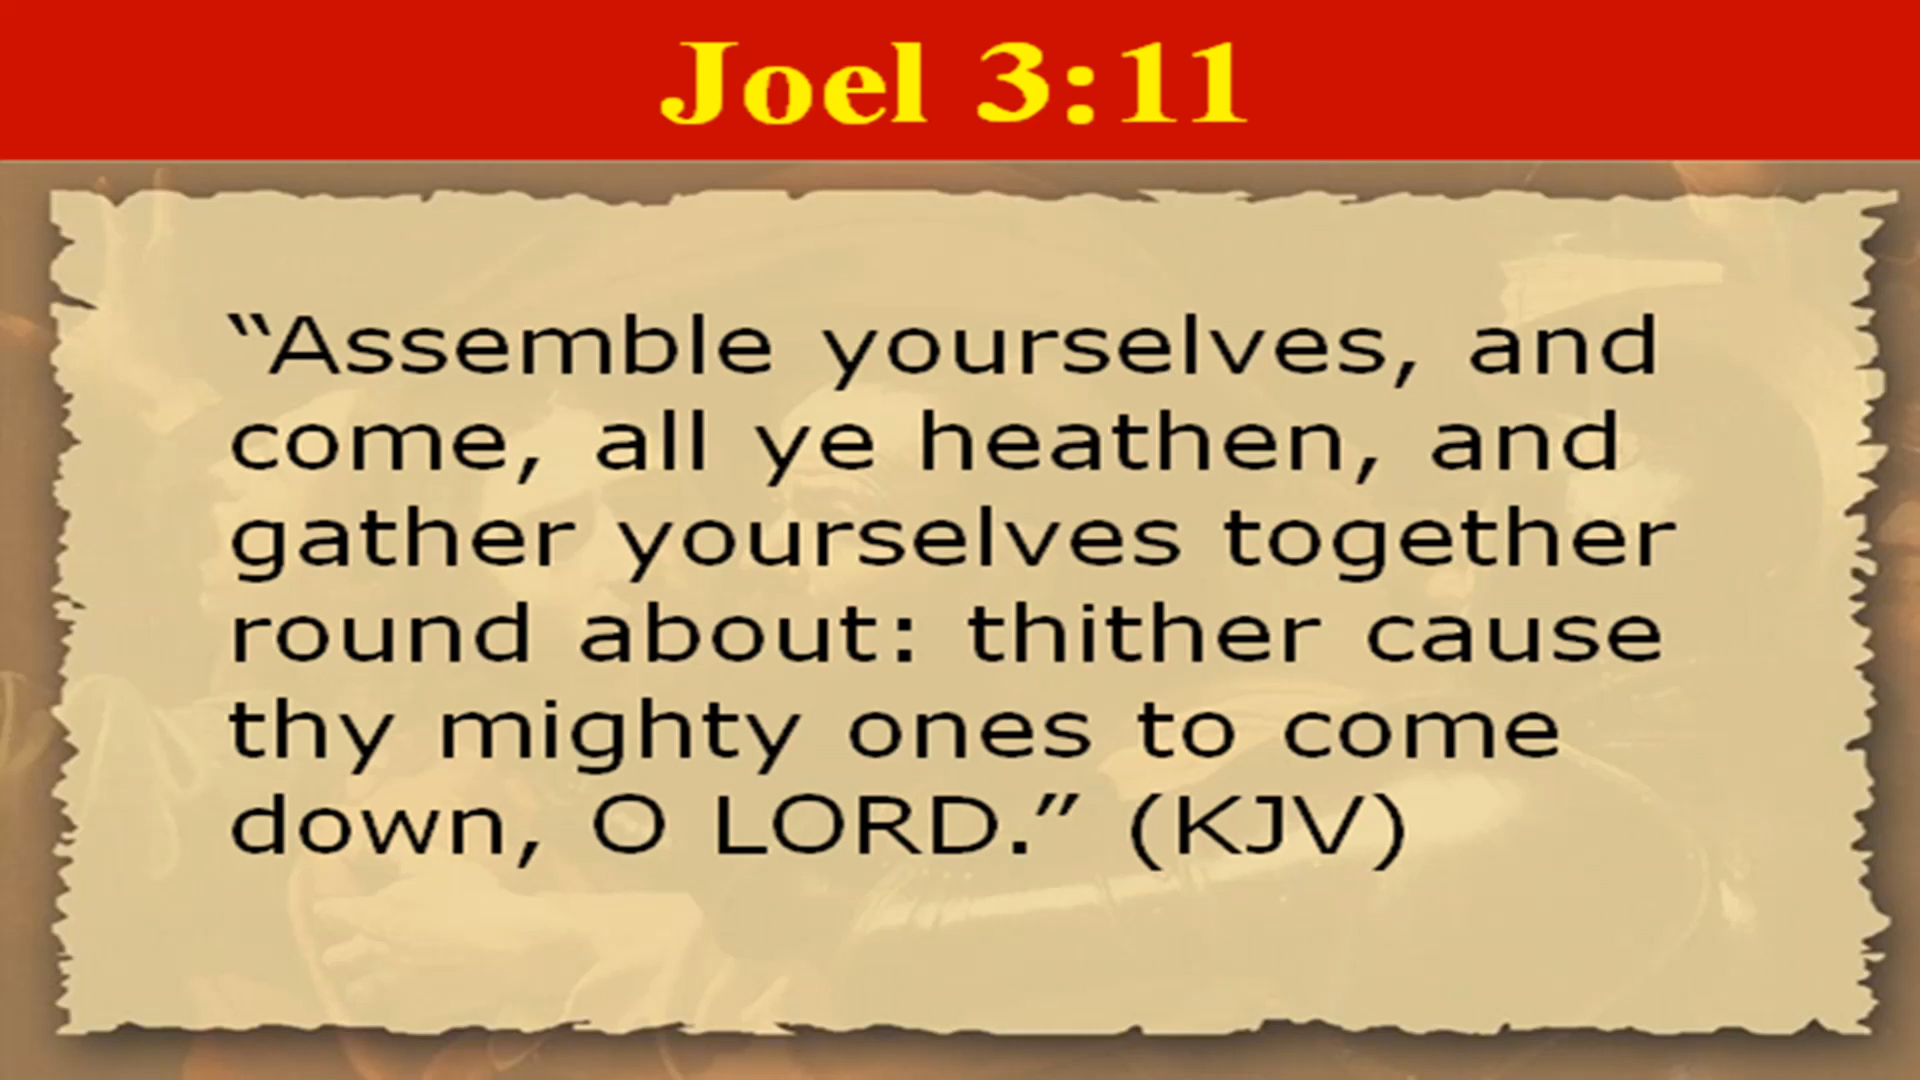 Joel 3:11
“Assemble yourselves, and
come, all ye heathen, and
gather yourselves together
round about: thither cause
thy mighty ones to come
down, O LORD.” (KJV)